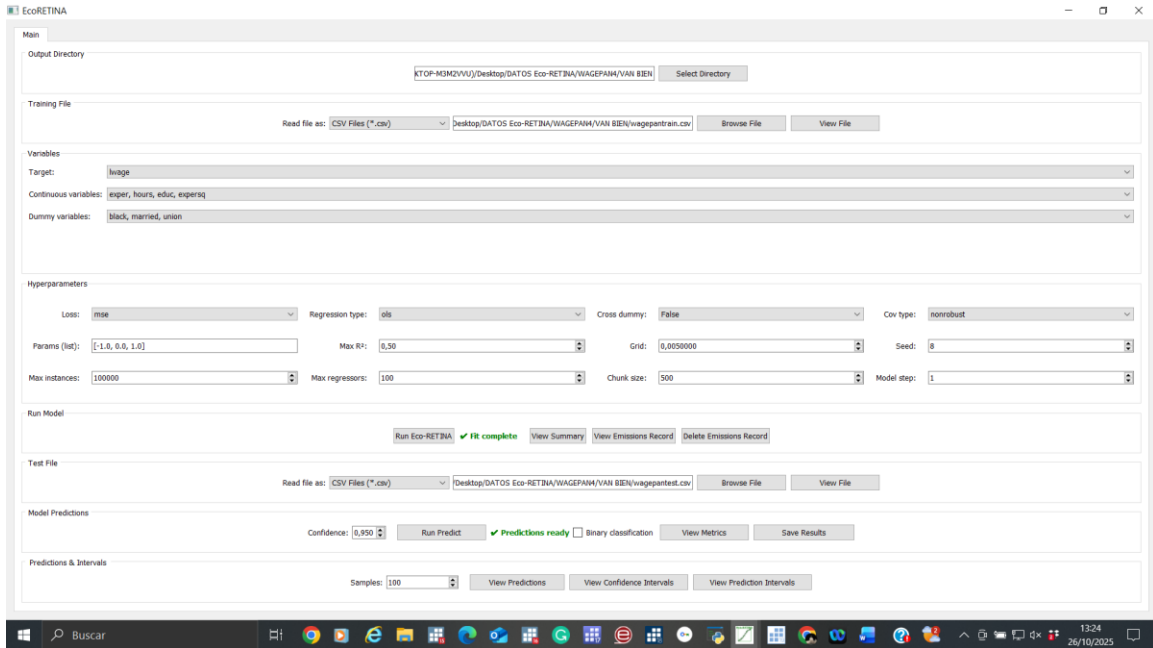 EcoRETINA
Main
Output Directory
KTOP-M3M2VVU)/Desktop/DATOS Eco-RETINA/WAGEPAN4/VAN BIEN Select Directory
Training File
Read file as: CSV Files (*.csv) Desktop/DATOS Eco-RETINA/WAGEPAN4/VAN BIEN/wagepantrain.csv Browse File View File
Variables
Target: lwage
Continuous variables: exper, hours, educ, expersq
Dummy variables: black, married, union
Hyperparameters
Loss: mse Regression type: ols Cross dummy: False Cov type: nonrobust
Params (list): [-1.0, 0.0, 1.0] Max R²: 0,50 Grid: 0,0050000 Seed: 8
Max instances: 100000 Max regressors: 100 Chunk size: 500 Model step: 1
Run Model
Run Eco-RETINA ✔ Fit complete View Summary View Emissions Record Delete Emissions Record
Test File
Read file as: CSV Files (*.csv) /Desktop/DATOS Eco-RETINA/WAGEPAN4/VAN BIEN/wagepantest.csv Browse File View File
Model Predictions
Confidence: 0,950 Run Predict ✔ Predictions ready Binary classification View Metrics Save Results
Predictions & Intervals
Samples: 100 View Predictions View Confidence Intervals View Prediction Intervals
Buscar
13:24
26/10/2025